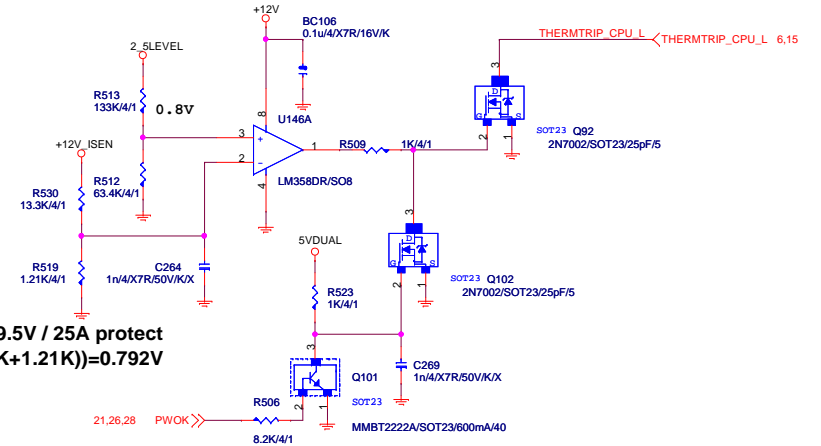 +12V
BC106
0.1u/4/X7R/16V/K
THERMTRIP_CPU_L
THERMTRIP_CPU_L 6,15
2_5LEVEL
R513
133K/4/1
0.8V
8
U146A
3
+
2
-
1
4
LM358DR/SO8
R509
1K/4/1
3
D
G
S
2
1
SOT23 Q92
2N7002/SOT23/25pF/5
+12V_ISEN
R512
63.4K/4/1
R530
13.3K/4/1
R519
1.21K/4/1
C264
1n/4/X7R/50V/K/X
3
D
G
S
2
1
SOT23 Q102
2N7002/SOT23/25pF/5
5VDUAL
R523
1K/4/1
9.5V / 25A protect
K+1.21K))=0.792V
3
2
1
Q101
SOT23
MMBT2222A/SOT23/600mA/40
C269
1n/4/X7R/50V/K/X
21,26,28 PWOK
R506
8.2K/4/1